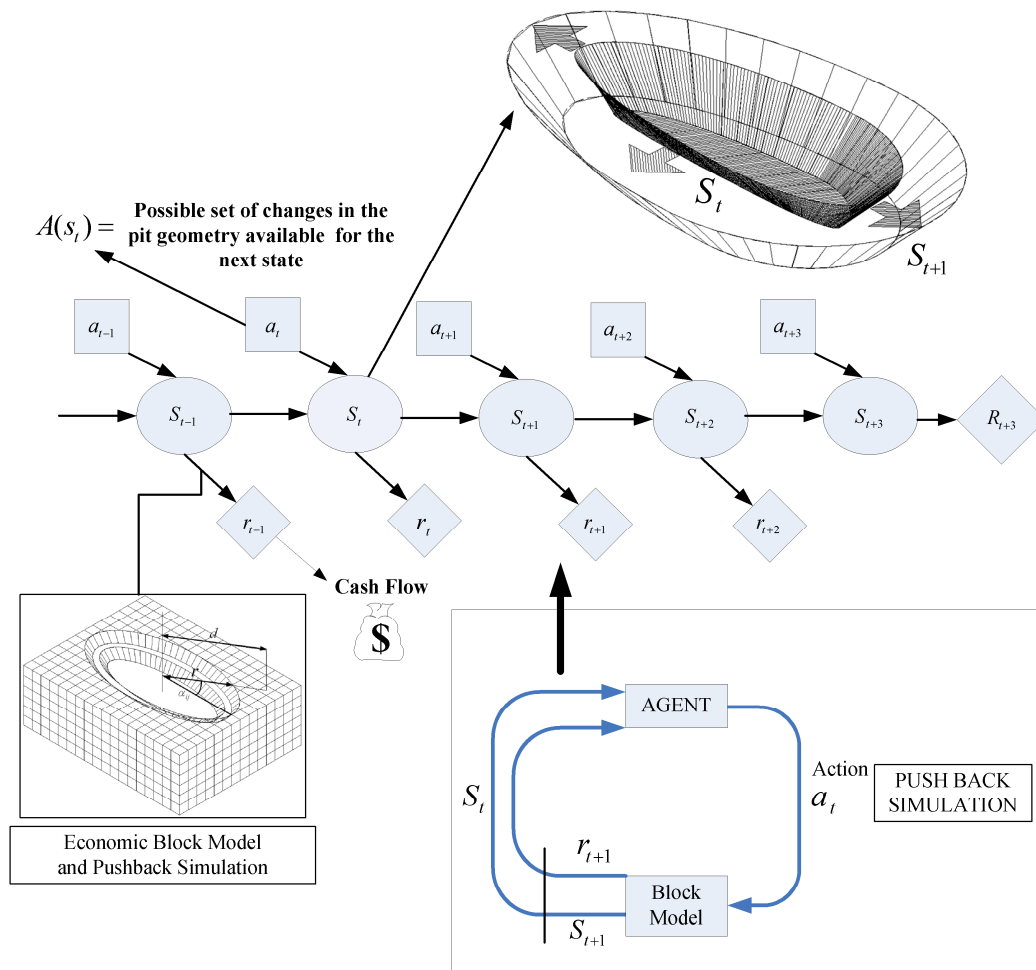 S_t
S_{t+1}
A(s_t) =
Possible set of changes in the
pit geometry available for the
next state
a_{t-1}
a_t
a_{t+1}
a_{t+2}
a_{t+3}
S_{t-1}
S_t
S_{t+1}
S_{t+2}
S_{t+3}
R_{t+3}
r_{t-1}
r_t
r_{t+1}
r_{t+2}
Cash Flow
$
d
r
α_{ij}
Economic Block Model
and Pushback Simulation
AGENT
Action
a_t
PUSH BACK
SIMULATION
S_t
r_{t+1}
Block
Model
S_{t+1}